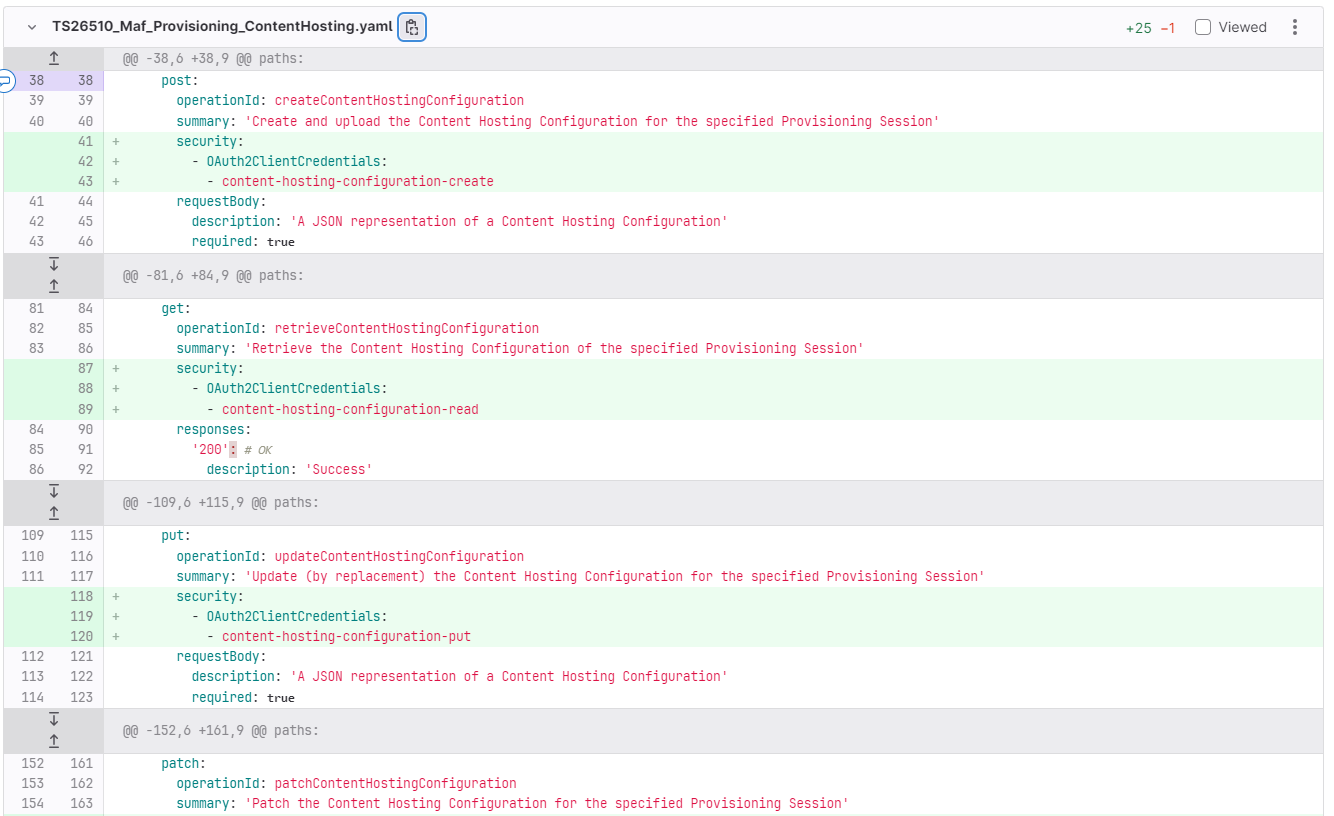 TS26510_Maf_Provisioning_ContentHosting.yaml +25 −1 Viewed
@@ -38,6 +38,9 @@ paths:
38 38 post:
39 39 operationId: createContentHostingConfiguration
40 40 summary: 'Create and upload the Content Hosting Configuration for the specified Provisioning Session'
41 + security:
42 + - OAuth2ClientCredentials:
43 + - content-hosting-configuration-create
41 44 requestBody:
42 45 description: 'A JSON representation of a Content Hosting Configuration'
43 46 required: true
@@ -81,6 +84,9 @@ paths:
81 84 get:
82 85 operationId: retrieveContentHostingConfiguration
83 86 summary: 'Retrieve the Content Hosting Configuration of the specified Provisioning Session'
87 + security:
88 + - OAuth2ClientCredentials:
89 + - content-hosting-configuration-read
84 90 responses:
85 91 '200': # OK
86 92 description: 'Success'
@@ -109,6 +115,9 @@ paths:
109 115 put:
110 116 operationId: updateContentHostingConfiguration
111 117 summary: 'Update (by replacement) the Content Hosting Configuration for the specified Provisioning Session'
118 + security:
119 + - OAuth2ClientCredentials:
120 + - content-hosting-configuration-put
112 121 requestBody:
113 122 description: 'A JSON representation of a Content Hosting Configuration'
114 123 required: true
@@ -152,6 +161,9 @@ paths:
152 161 patch:
153 162 operationId: patchContentHostingConfiguration
154 163 summary: 'Patch the Content Hosting Configuration for the specified Provisioning Session'